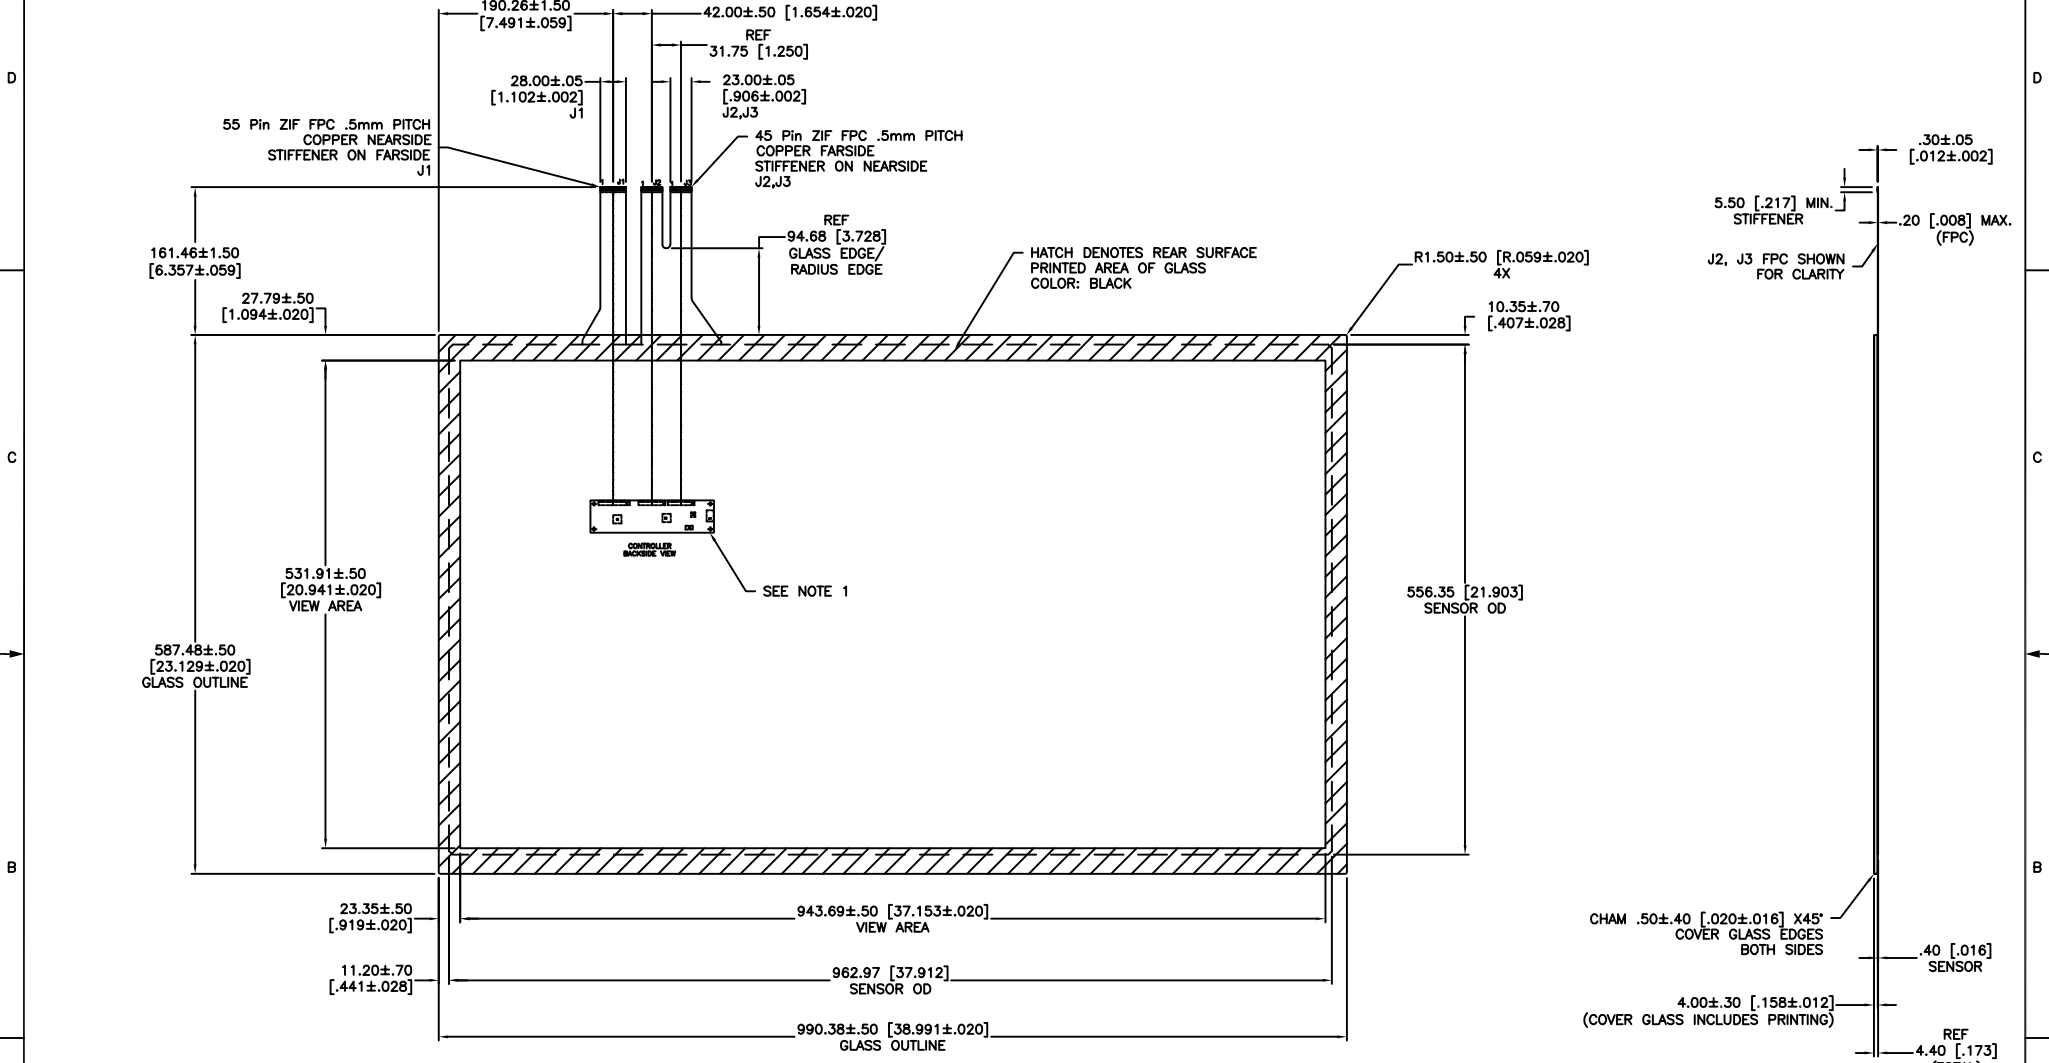 190.26±1.50
[7.491±.059]
42.00±.50 [1.654±.020]
REF
31.75 [1.250]
D
D
28.00±.05
[1.102±.002]
J1
23.00±.05
[.906±.002]
J2,J3
55 Pin ZIF FPC .5mm PITCH
COPPER NEARSIDE
STIFFENER ON FARSIDE
J1
45 Pin ZIF FPC .5mm PITCH
COPPER FARSIDE
STIFFENER ON NEARSIDE
J2,J3
.30±.05
[.012±.002]
1 J1 1 J2 1 J3
5.50 [.217] MIN.
STIFFENER
.20 [.008] MAX.
(FPC)
REF
94.68 [3.728]
GLASS EDGE/
RADIUS EDGE
161.46±1.50
[6.357±.059]
HATCH DENOTES REAR SURFACE
PRINTED AREA OF GLASS
COLOR: BLACK
R1.50±.50 [R.059±.020]
4X
J2, J3 FPC SHOWN
FOR CLARITY
27.79±.50
[1.094±.020]
10.35±.70
[.407±.028]
C
C
CONTROLLER
BACKSIDE VIEW
SEE NOTE 1
531.91±.50
[20.941±.020]
VIEW AREA
556.35 [21.903]
SENSOR OD
587.48±.50
[23.129±.020]
GLASS OUTLINE
B
B
23.35±.50
[.919±.020]
943.69±.50 [37.153±.020]
VIEW AREA
CHAM .50±.40 [.020±.016] X45°
COVER GLASS EDGES
BOTH SIDES
.40 [.016]
SENSOR
11.20±.70
[.441±.028]
962.97 [37.912]
SENSOR OD
4.00±.30 [.158±.012]
(COVER GLASS INCLUDES PRINTING)
990.38±.50 [38.991±.020]
GLASS OUTLINE
REF
4.40 [.173]